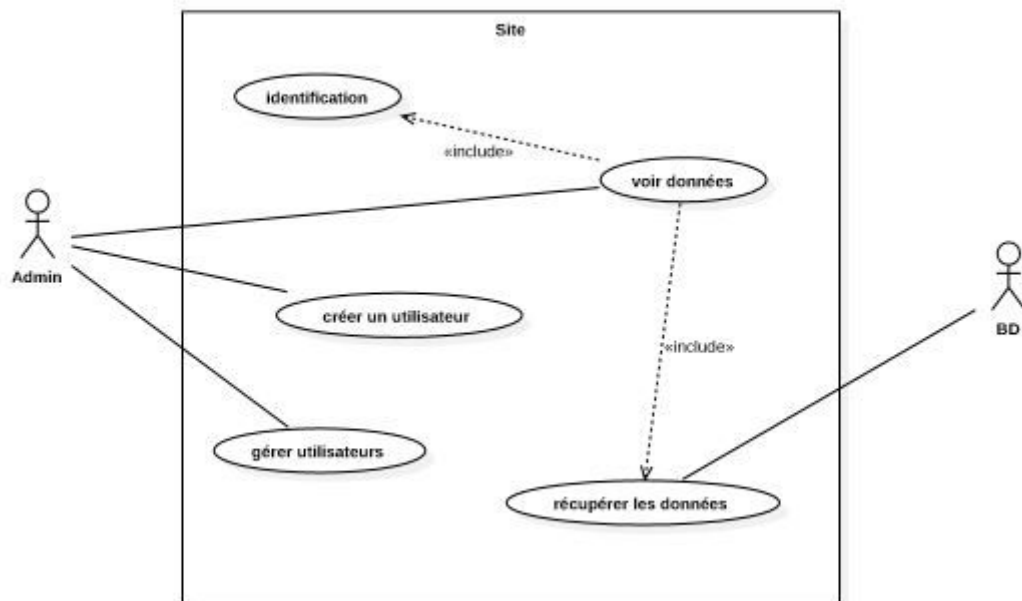 Site
identification
«include»
voir données
Admin
créer un utilisateur
BD
«include»
gérer utilisateurs
récupérer les données